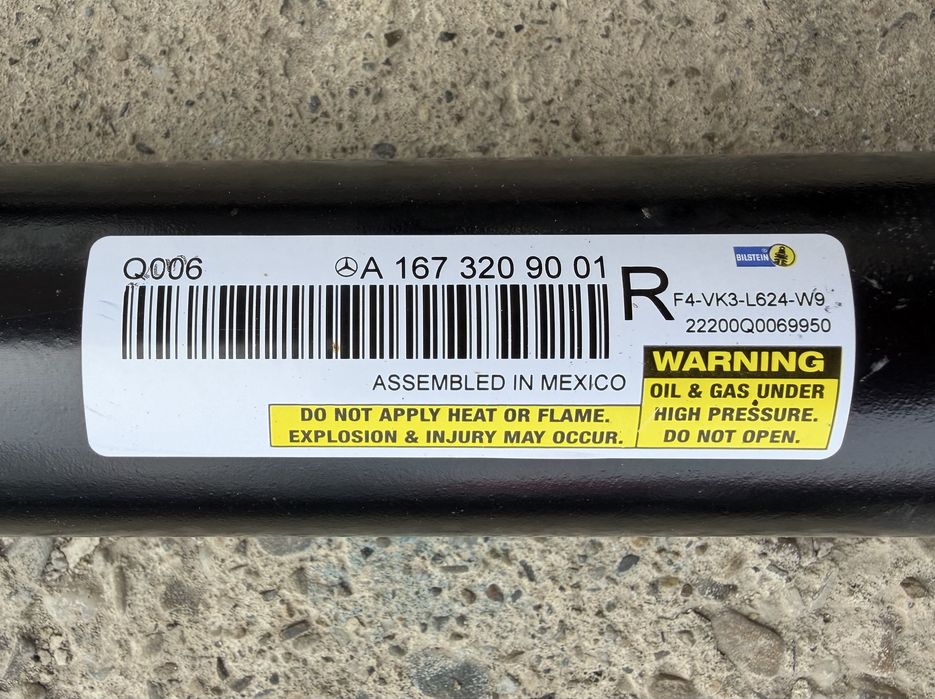 Q006
A 167 320 90 01
R
BILSTEIN
F4-VK3-L624-W9
22200Q0069950
ASSEMBLED IN MEXICO
DO NOT APPLY HEAT OR FLAME.
EXPLOSION & INJURY MAY OCCUR.
WARNING
OIL & GAS UNDER
HIGH PRESSURE.
DO NOT OPEN.